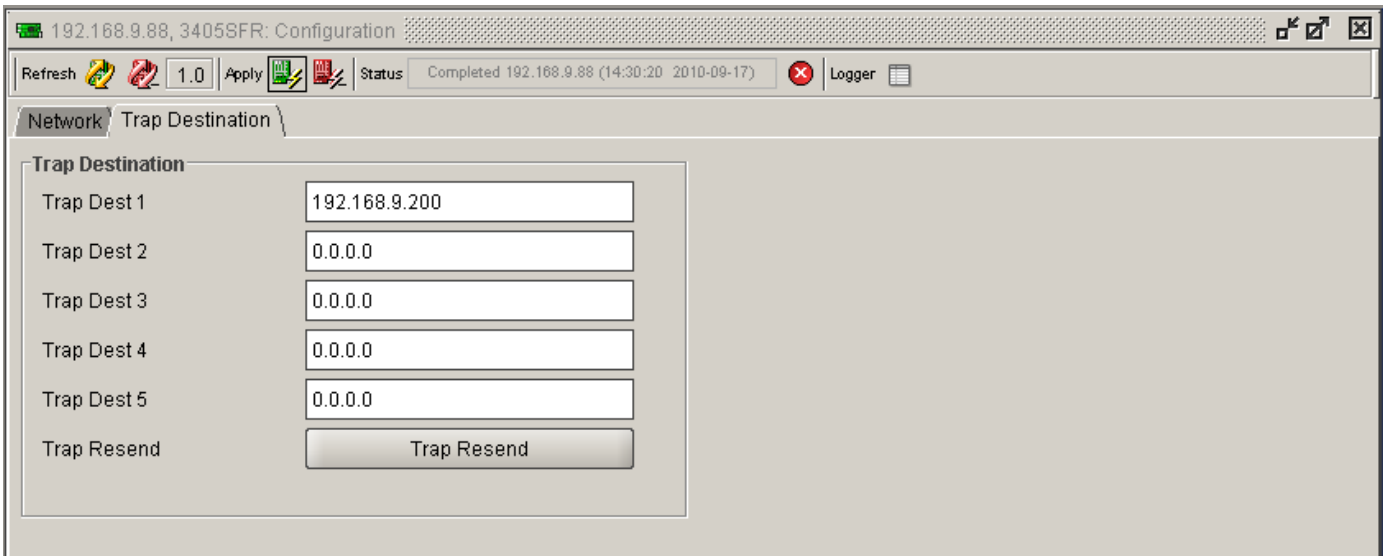 192.168.9.88, 3405SFR: Configuration
Refresh 1.0 Apply Status Completed 192.168.9.88 (14:30:20 2010-09-17) Logger
Network Trap Destination
Trap Destination
Trap Dest 1 192.168.9.200
Trap Dest 2 0.0.0.0
Trap Dest 3 0.0.0.0
Trap Dest 4 0.0.0.0
Trap Dest 5 0.0.0.0
Trap Resend Trap Resend